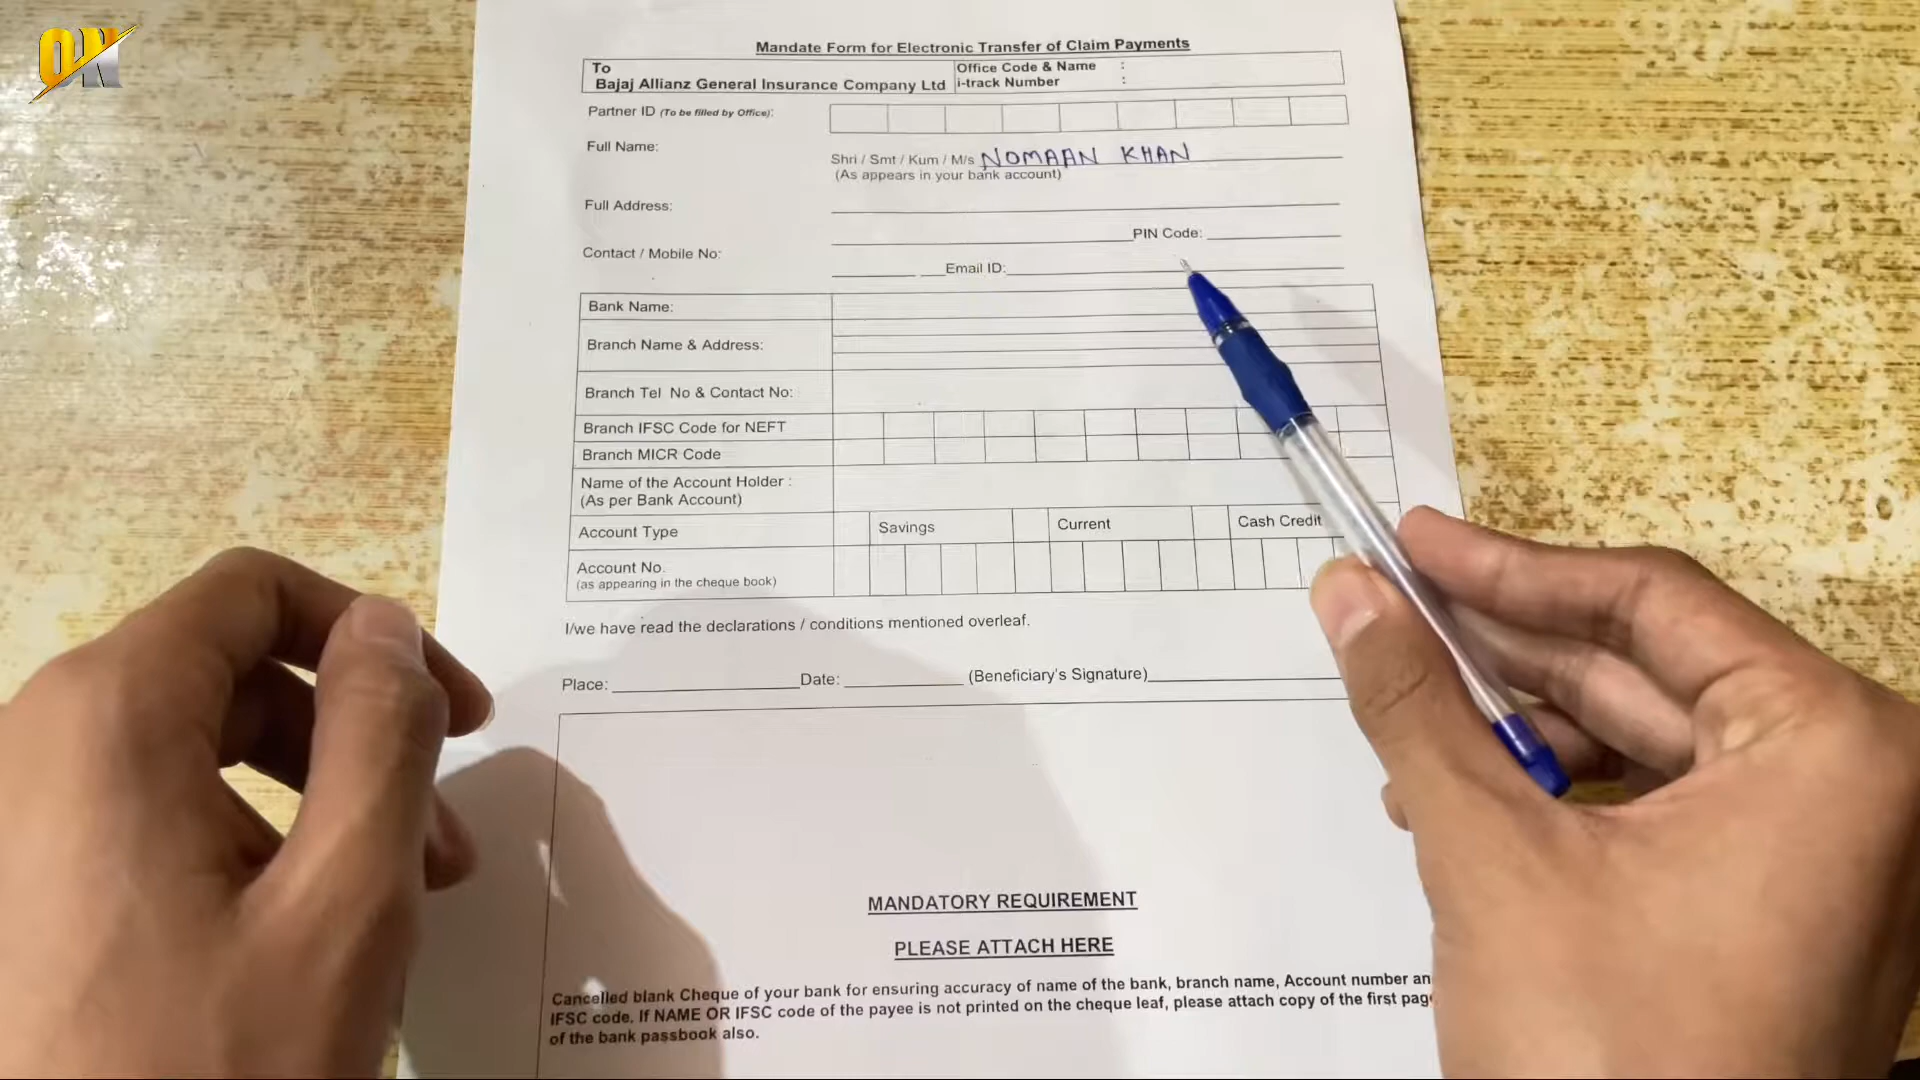 ON
Mandate Form for Electronic Transfer of Claim Payments
To
Bajaj Allianz General Insurance Company Ltd
Office Code & Name :
i-track Number :
Partner ID (To be filled by Office):
Full Name:
Shri / Smt / Kum / M/s NOMAAN KHAN
(As appears in your bank account)
Full Address:
PIN Code:
Contact / Mobile No:
Email ID:
Bank Name:
Branch Name & Address:
Branch Tel No & Contact No:
Branch IFSC Code for NEFT
Branch MICR Code
Name of the Account Holder :
(As per Bank Account)
Account Type Savings Current Cash Credit
Account No.
(as appearing in the cheque book)
I/we have read the declarations / conditions mentioned overleaf.
Place: Date: (Beneficiary's Signature)
MANDATORY REQUIREMENT
PLEASE ATTACH HERE
Cancelled blank Cheque of your bank for ensuring accuracy of name of the bank, branch name, Account number an
IFSC code. If NAME OR IFSC code of the payee is not printed on the cheque leaf, please attach copy of the first pag
of the bank passbook also.